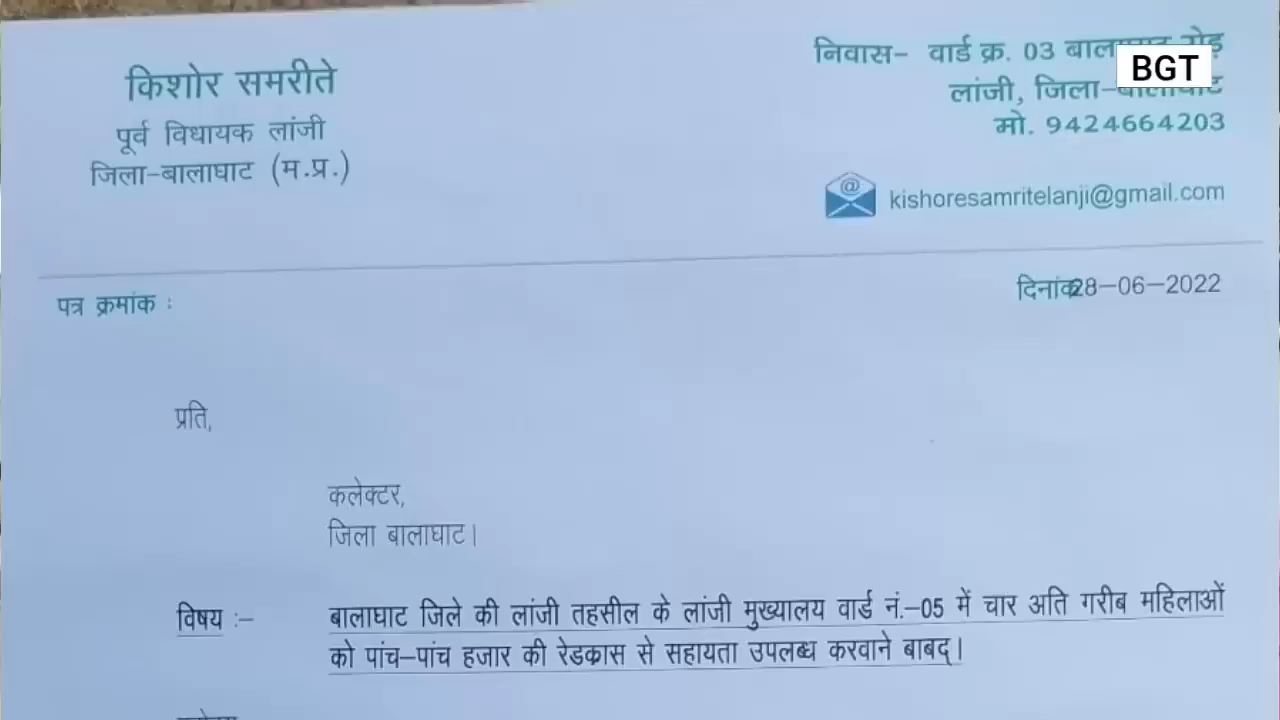 किशोर समरीते
पूर्व विधायक लांजी
जिला-बालाघाट (म.प्र.)
निवास- वार्ड क्र. 03
BGT
लांजी, जिला-
मो. 9424664203
@
kishoresamritelanji@gmail.com
पत्र क्रमांक :
दिनांक28-06-2022
प्रति,
कलेक्टर,
जिला बालाघाट।
विषय :- बालाघाट जिले की लांजी तहसील के लांजी मुख्यालय वार्ड नं.-05 में चार अति गरीब महिलाओं
को पांच-पांच हजार की रेडक्रास से सहायता उपलब्ध करवाने बाबद्।